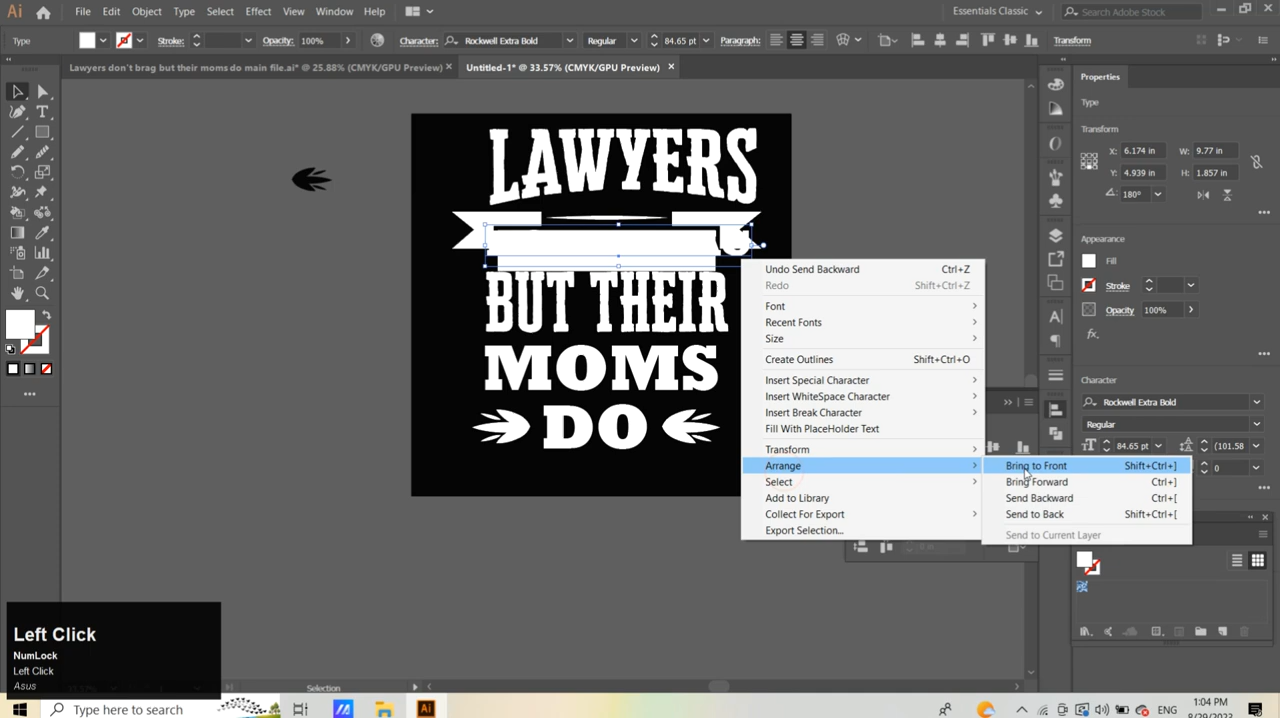 Ai File Edit Object Type Select Effect View Window Help Essentials Classic Search Adobe Stock
Type Stroke: Opacity: 100% Character: Rockwell Extra Bold Regular 84.65 pt Paragraph: Transform
Lawyers don't brag but their moms do main file.ai* @ 25.88% (CMYK/GPU Preview) Untitled-1* @ 33.57% (CMYK/GPU Preview)
Properties
Type
Transform
X: 6.174 in W: 9.77 in
Y: 4.939 in H: 1.857 in
180°
Appearance
Fill
Stroke
Opacity 100%
fx.
Character
Rockwell Extra Bold
Regular
84.65 pt (101.58
0
LAWYERS
BUT THEIR
MOMS
DO
Undo Send Backward Ctrl+Z
Redo Shift+Ctrl+Z
Font
Recent Fonts
Size
Create Outlines Shift+Ctrl+O
Insert Special Character
Insert WhiteSpace Character
Insert Break Character
Fill With PlaceHolder Text
Transform
Arrange
Select
Add to Library
Collect For Export
Export Selection...
Bring to Front Shift+Ctrl+]
Bring Forward Ctrl+]
Send Backward Ctrl+[
Send to Back Shift+Ctrl+[
Send to Current Layer
Left Click
NumLock
Left Click
Asus
Selection
Type here to search
Ai
ENG
1:04 PM
8/29/2023